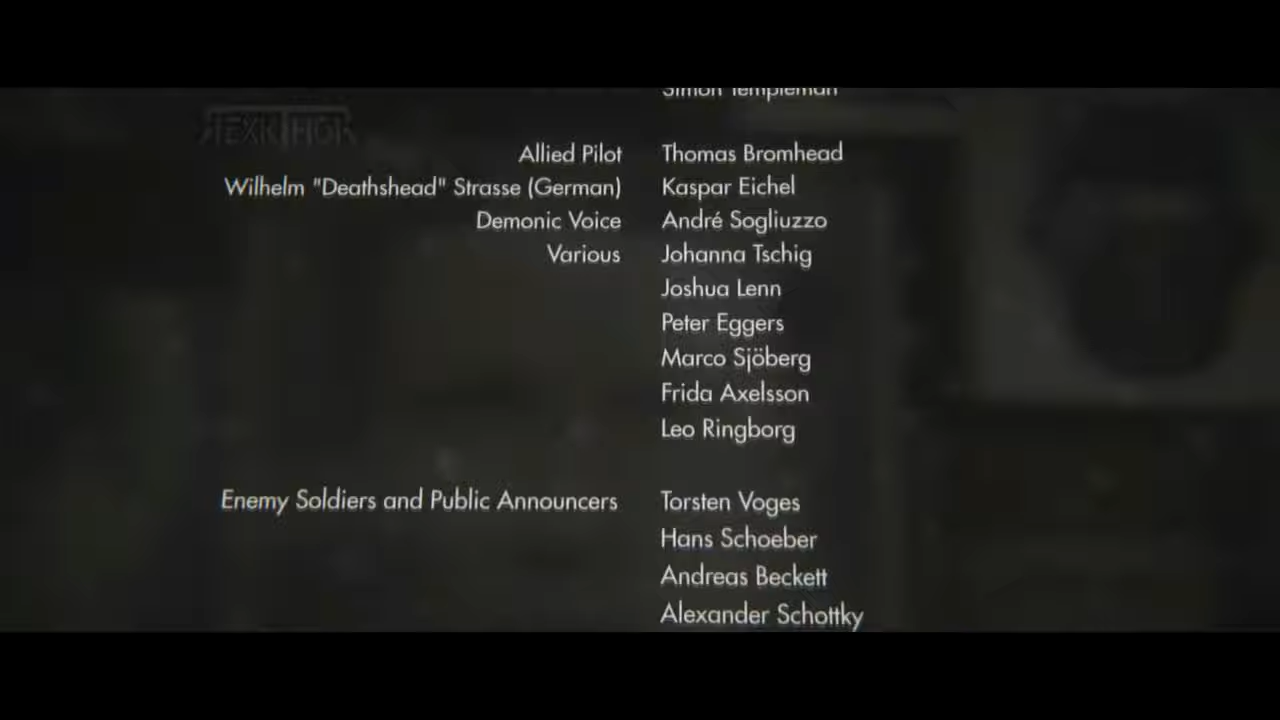 Simon Templeman
Allied Pilot Thomas Bromhead
Wilhelm "Deathshead" Strasse (German) Kaspar Eichel
Demonic Voice André Sogliuzzo
Various Johanna Tschig
Joshua Lenn
Peter Eggers
Marco Sjöberg
Frida Axelsson
Leo Ringborg
Enemy Soldiers and Public Announcers Torsten Voges
Hans Schoeber
Andreas Beckett
Alexander Schottky